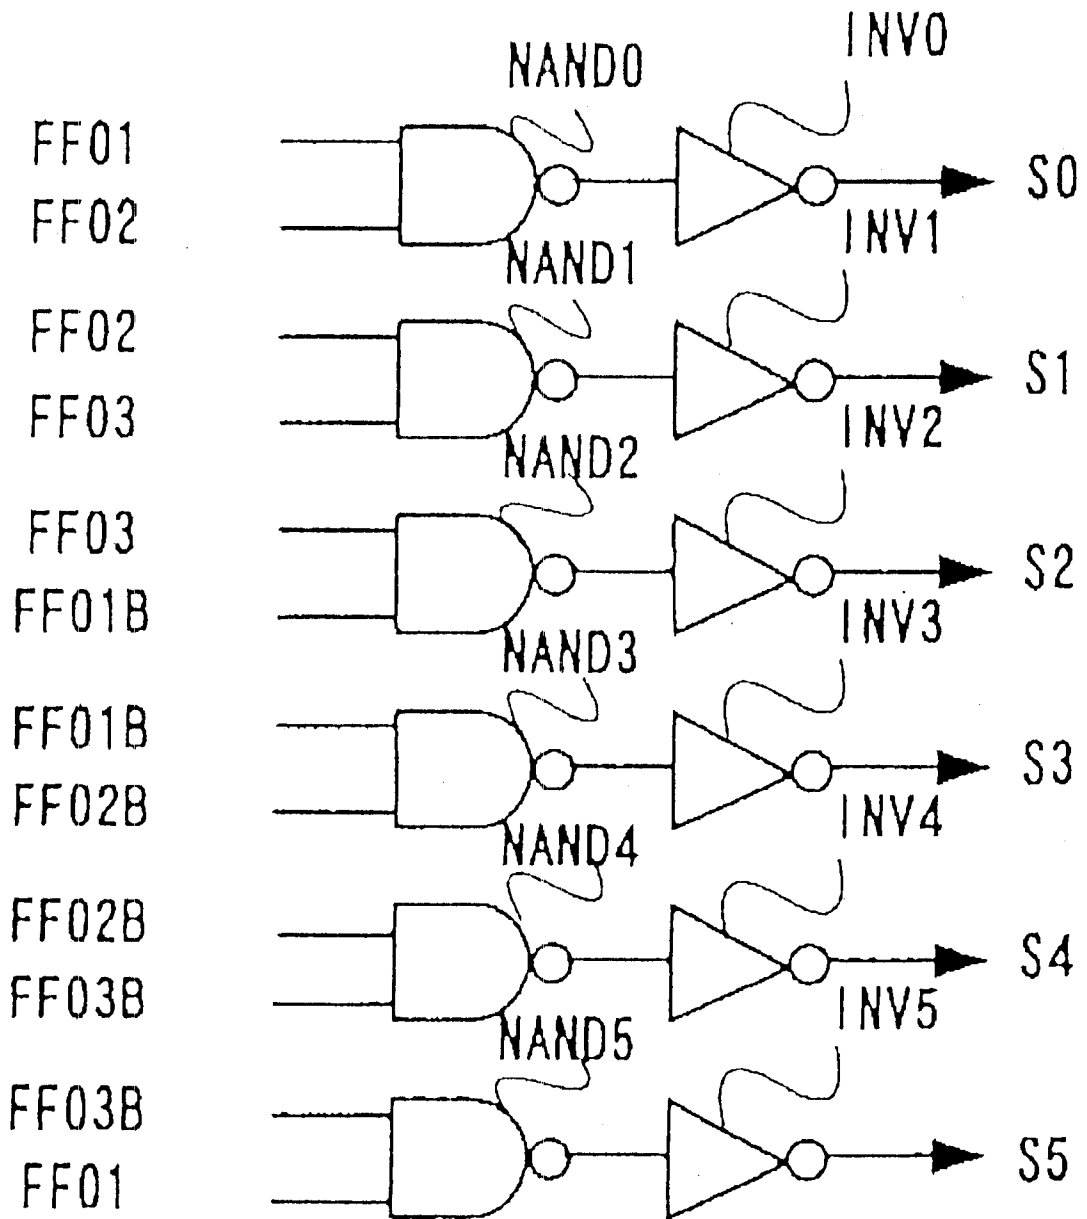 INV0
NAND0
FF01
S0
FF02
INV1
NAND1
FF02
S1
FF03
INV2
NAND2
FF03
S2
FF01B
INV3
NAND3
FF01B
S3
FF02B
INV4
NAND4
FF02B
S4
FF03B
INV5
NAND5
FF03B
S5
FF01